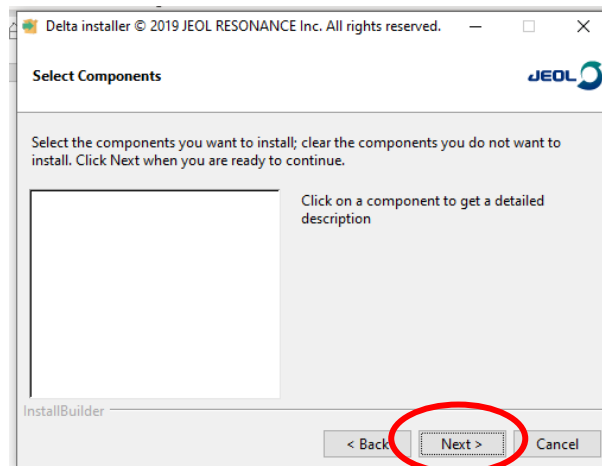 Delta installer © 2019 JEOL RESONANCE Inc. All rights reserved.
Select Components
JEOL
Select the components you want to install; clear the components you do not want to
install. Click Next when you are ready to continue.
Click on a component to get a detailed
description
InstallBuilder
< Back
Next >
Cancel